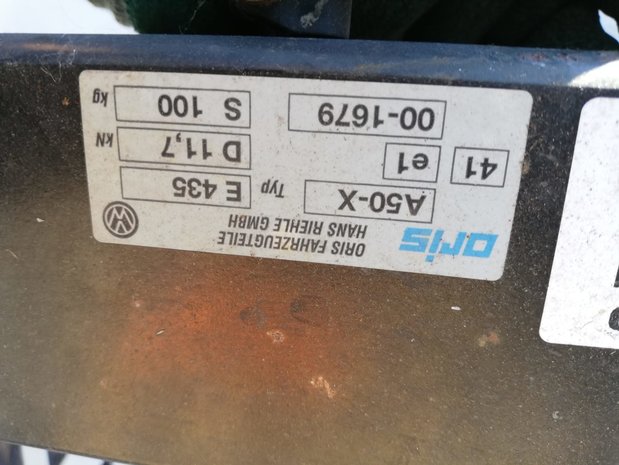 oris
ORIS FAHRZEUGTEILE
HANS RIEHLE GMBH
A50-X Typ E 435
41 e1 D 11,7 kN
00-1679 S 100 kg